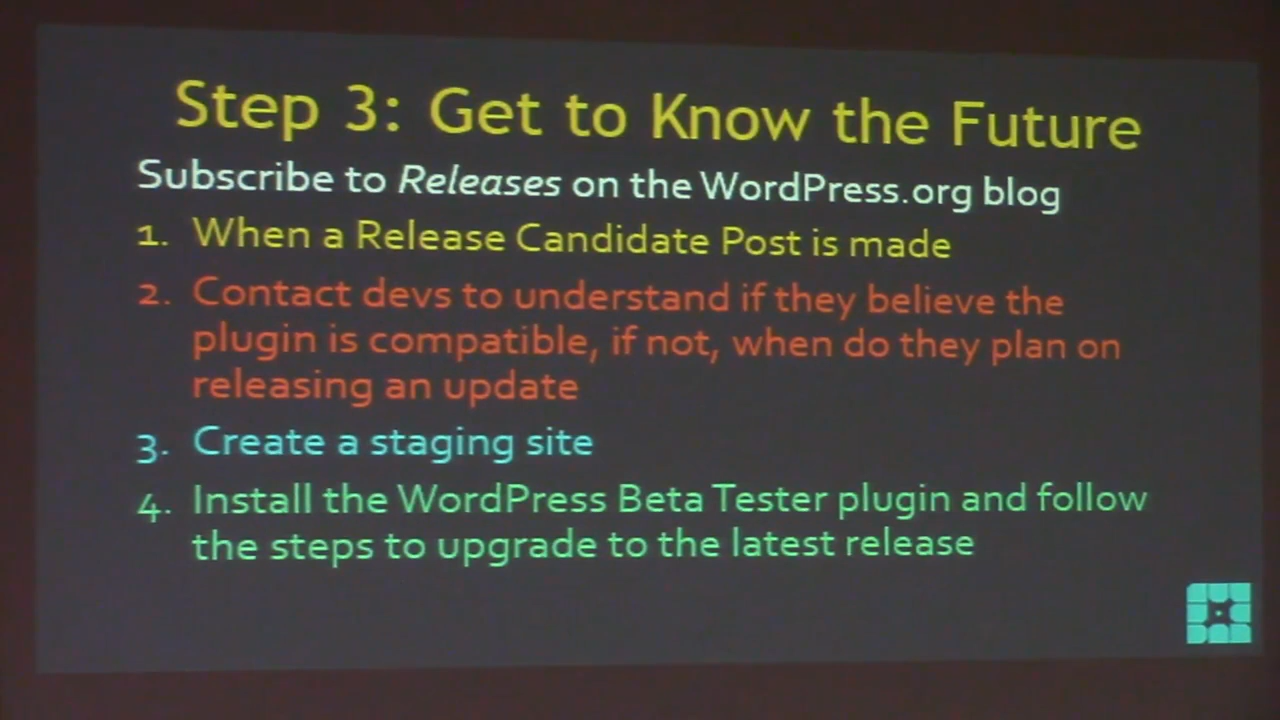 Step 3: Get to Know the Future
Subscribe to Releases on the WordPress.org blog
1. When a Release Candidate Post is made
2. Contact devs to understand if they believe the
plugin is compatible, if not, when do they plan on
releasing an update
3. Create a staging site
4. Install the WordPress Beta Tester plugin and follow
the steps to upgrade to the latest release